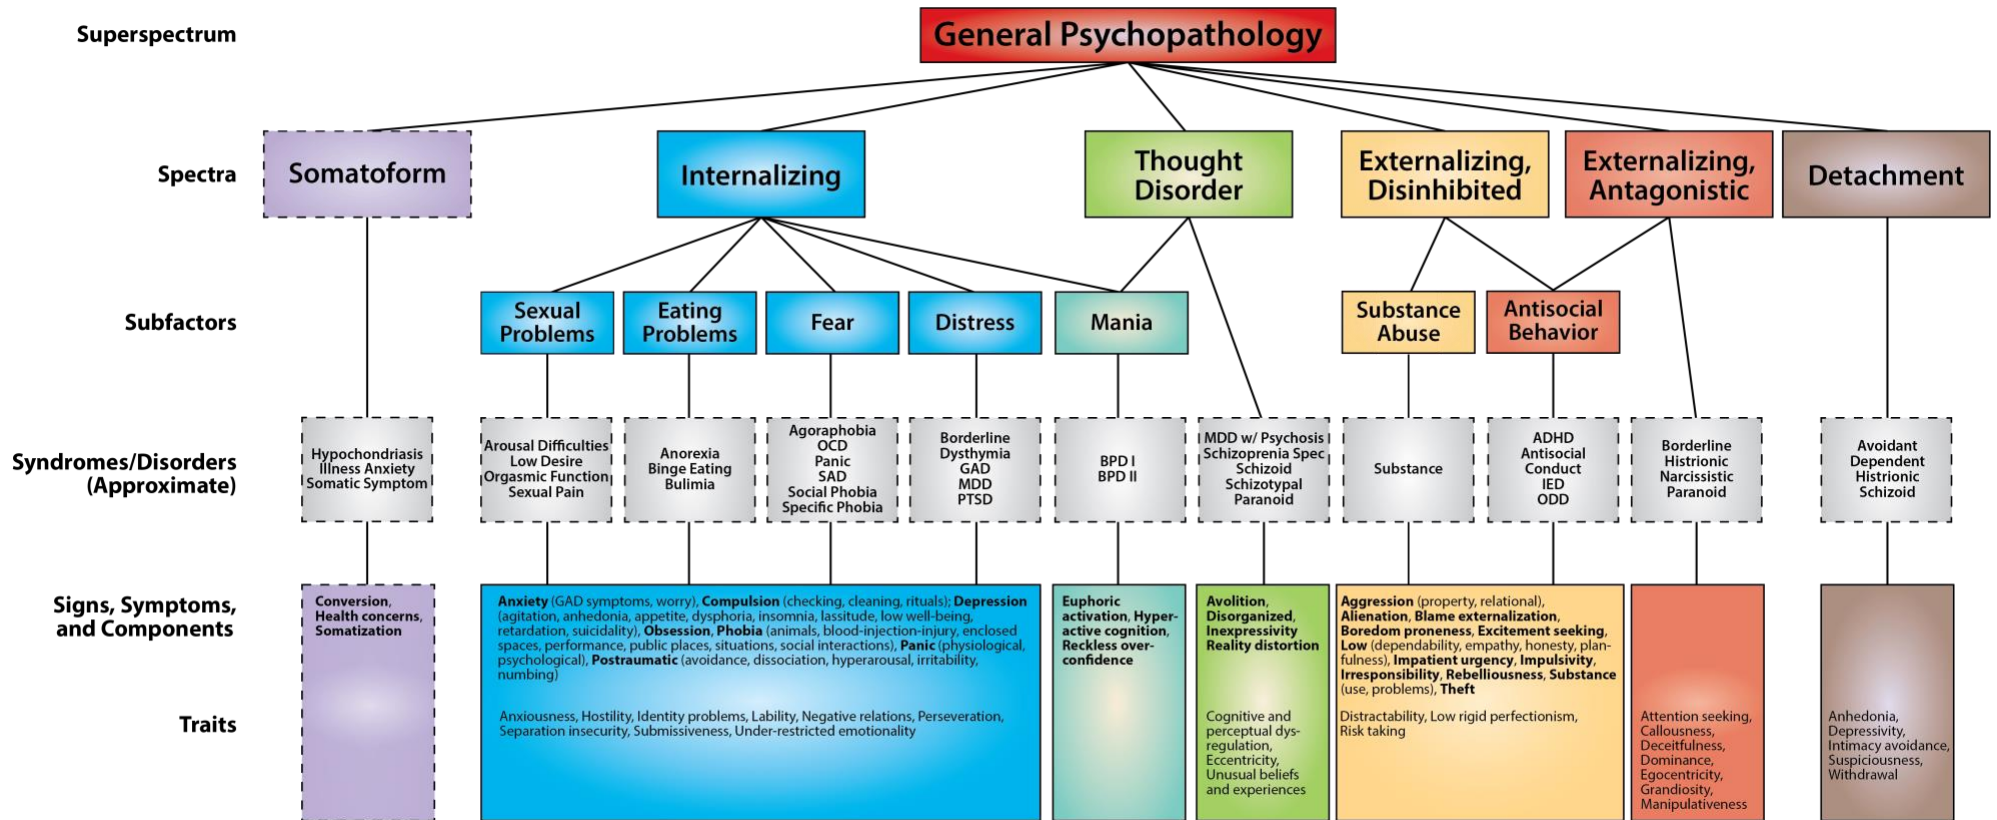 Superspectrum
General Psychopathology
Spectra
Somatoform
Internalizing
Thought
Disorder
Externalizing,
Disinhibited
Externalizing,
Antagonistic
Detachment
Subfactors
Sexual
Problems
Eating
Problems
Fear
Distress
Mania
Substance
Abuse
Antisocial
Behavior
Syndromes/Disorders
(Approximate)
Hypochondriasis
Illness Anxiety
Somatic Symptom
Arousal Difficulties
Low Desire
Orgasmic Function
Sexual Pain
Anorexia
Binge Eating
Bulimia
Agoraphobia
OCD
Panic
SAD
Social Phobia
Specific Phobia
Borderline
Dysthymia
GAD
MDD
PTSD
BPD I
BPD II
MDD w/ Psychosis
Schizoprenia Spec
Schizoid
Schizotypal
Paranoid
Substance
ADHD
Antisocial
Conduct
IED
ODD
Borderline
Histrionic
Narcissistic
Paranoid
Avoidant
Dependent
Histrionic
Schizoid
Signs, Symptoms,
and Components
Conversion,
Health concerns,
Somatization
Anxiety (GAD symptoms, worry), Compulsion (checking, cleaning, rituals); Depression
(agitation, anhedonia, appetite, dysphoria, insomnia, lassitude, low well-being,
retardation, suicidality), Obsession, Phobia (animals, blood-injection-injury, enclosed
spaces, performance, public places, situations, social interactions), Panic (physiological,
psychological), Postraumatic (avoidance, dissociation, hyperarousal, irritability,
numbing)
Euphoric
activation, Hyper-
active cognition,
Reckless over-
confidence
Avolition,
Disorganized,
Inexpressivity
Reality distortion
Aggression (property, relational),
Alienation, Blame externalization,
Boredom proneness, Excitement seeking,
Low (dependability, empathy, honesty, plan-
fulness), Impatient urgency, Impulsivity,
Irresponsibility, Rebelliousness, Substance
(use, problems), Theft
Traits
Anxiousness, Hostility, Identity problems, Lability, Negative relations, Perseveration,
Separation insecurity, Submissiveness, Under-restricted emotionality
Cognitive and
perceptual dys-
regulation,
Eccentricity,
Unusual beliefs
and experiences
Distractability, Low rigid perfectionism,
Risk taking
Attention seeking,
Callousness,
Deceitfulness,
Dominance,
Egocentricity,
Grandiosity,
Manipulativeness
Anhedonia,
Depressivity,
Intimacy avoidance,
Suspiciousness,
Withdrawal